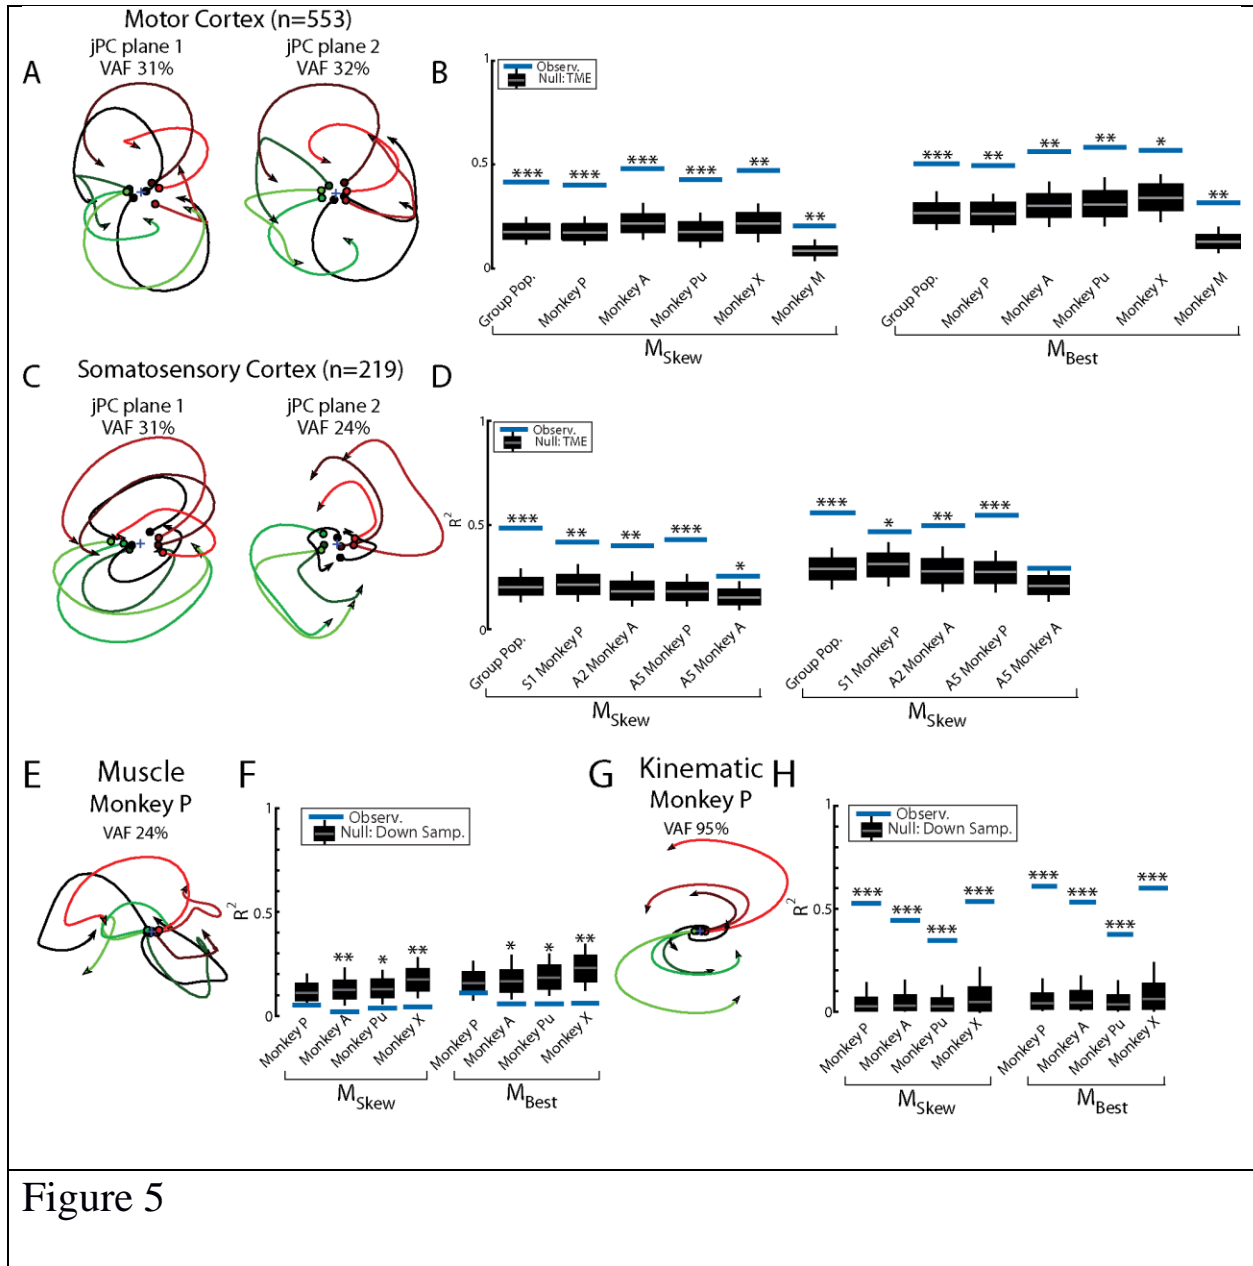 Motor Cortex (n=553)
A
jPC plane 1
VAF 31%
jPC plane 2
VAF 32%
B
1
0.5
0
Observ.
Null: TME
*** *** *** *** ** **
Group Pop. Monkey P Monkey A Monkey Pu Monkey X Monkey M
MSkew
*** ** ** ** * **
Group Pop. Monkey P Monkey A Monkey Pu Monkey X Monkey M
MBest
C
Somatosensory Cortex (n=219)
jPC plane 1
VAF 31%
jPC plane 2
VAF 24%
D
1
R2
0.5
0
Observ.
Null: TME
*** ** ** *** *
Group Pop. S1 Monkey P A2 Monkey A A5 Monkey P A5 Monkey A
MSkew
*** * ** ***
Group Pop. S1 Monkey P A2 Monkey A A5 Monkey P A5 Monkey A
MSkew
E
Muscle
Monkey P
VAF 24%
F
1
R2
0.5
0
Observ.
Null: Down Samp.
** * **
Monkey P Monkey A Monkey Pu Monkey X
MSkew
* * **
Monkey P Monkey A Monkey Pu Monkey X
MBest
G
Kinematic
Monkey P
VAF 95%
H
1
R2
0.5
0
Observ.
Null: Down Samp.
*** *** *** ***
Monkey P Monkey A Monkey Pu Monkey X
MSkew
*** *** *** ***
Monkey P Monkey A Monkey Pu Monkey X
MBest
Figure 5